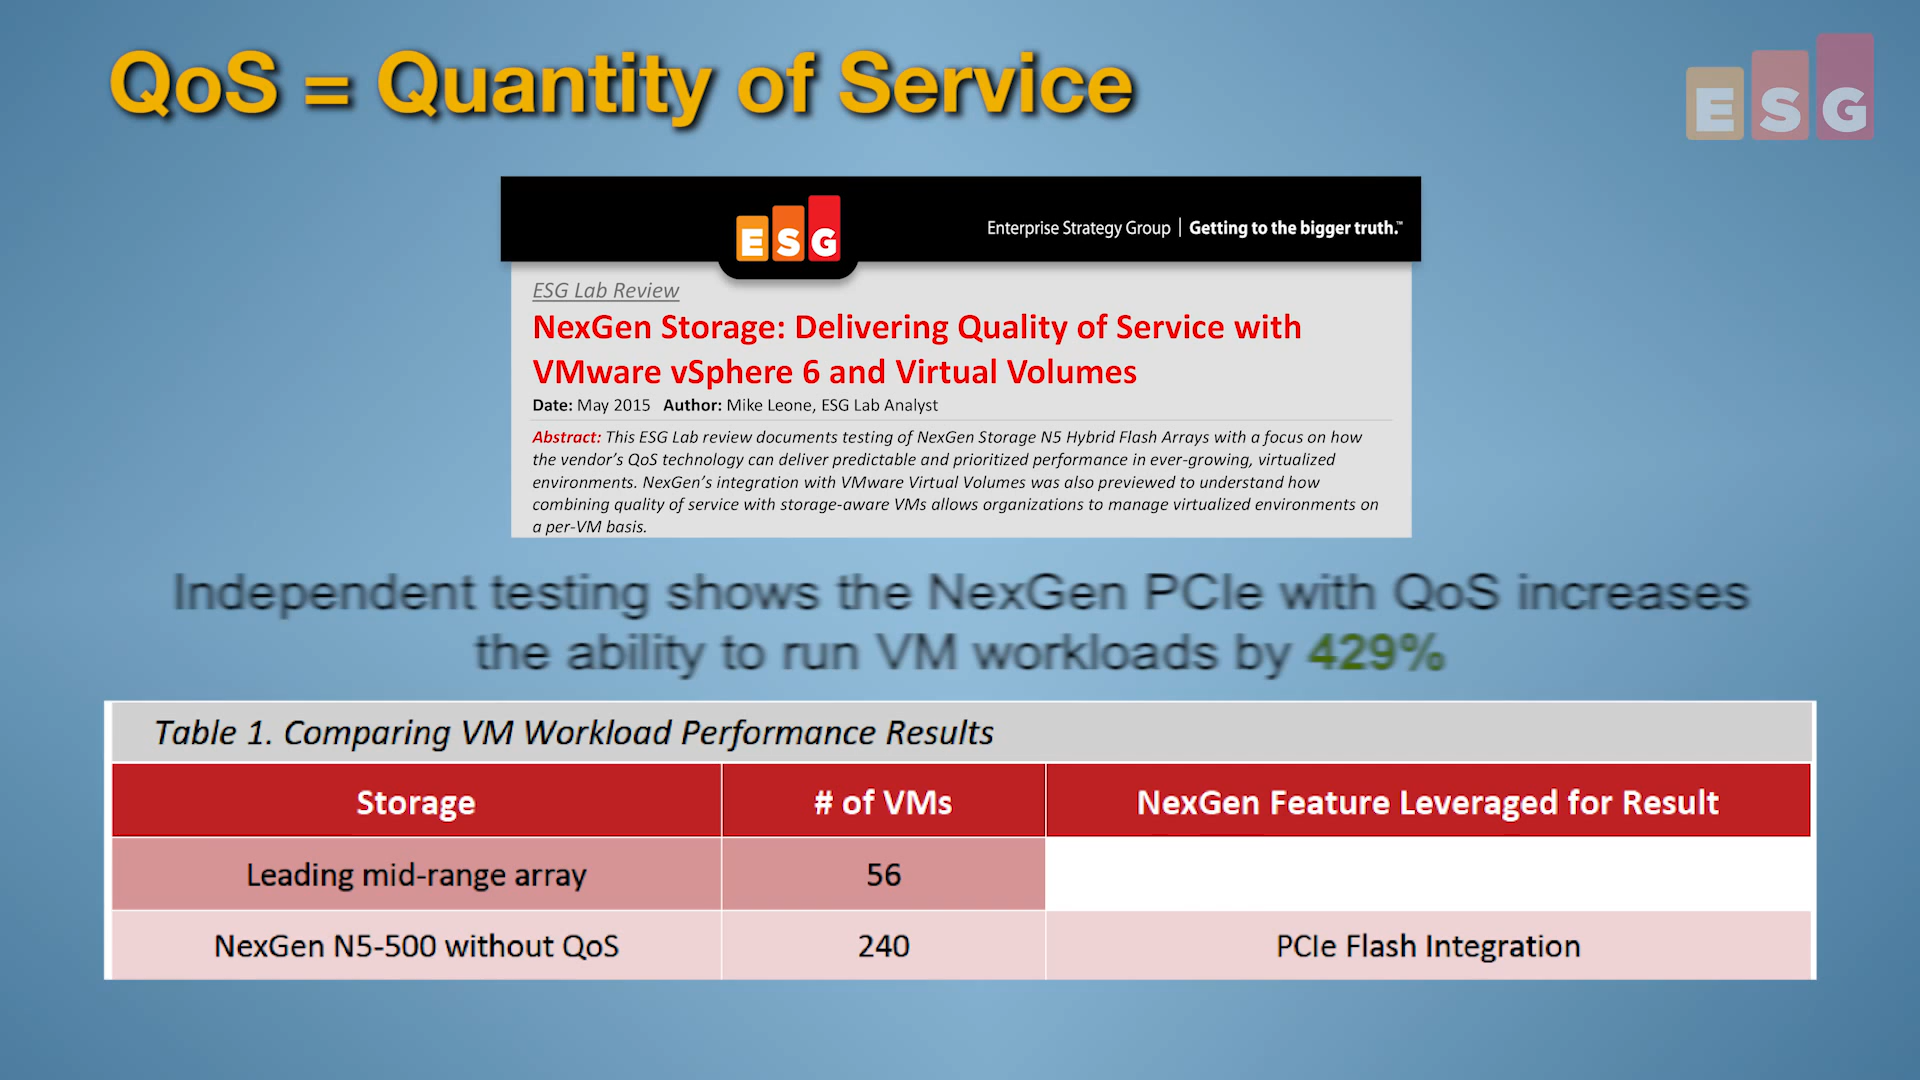 QoS = Quantity of Service
ESG
ESG
Enterprise Strategy Group | Getting to the bigger truth.™
ESG Lab Review
NexGen Storage: Delivering Quality of Service with
VMware vSphere 6 and Virtual Volumes
Date: May 2015 Author: Mike Leone, ESG Lab Analyst
Abstract: This ESG Lab review documents testing of NexGen Storage N5 Hybrid Flash Arrays with a focus on how
the vendor's QoS technology can deliver predictable and prioritized performance in ever-growing, virtualized
environments. NexGen's integration with VMware Virtual Volumes was also previewed to understand how
combining quality of service with storage-aware VMs allows organizations to manage virtualized environments on
a per-VM basis.
Independent testing shows the NexGen PCIe with QoS increases
the ability to run VM workloads by 429%
Table 1. Comparing VM Workload Performance Results
Storage # of VMs NexGen Feature Leveraged for Result
Leading mid-range array 56
NexGen N5-500 without QoS 240 PCIe Flash Integration